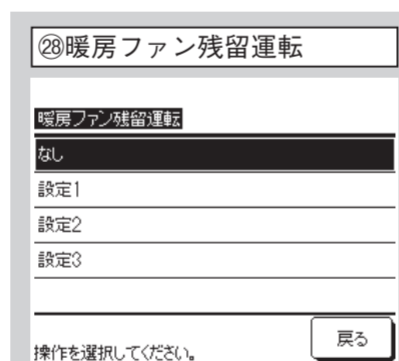 ㉘暖房ファン残留運転
暖房ファン残留運転
なし
設定1
設定2
設定3
操作を選択してください。
戻る